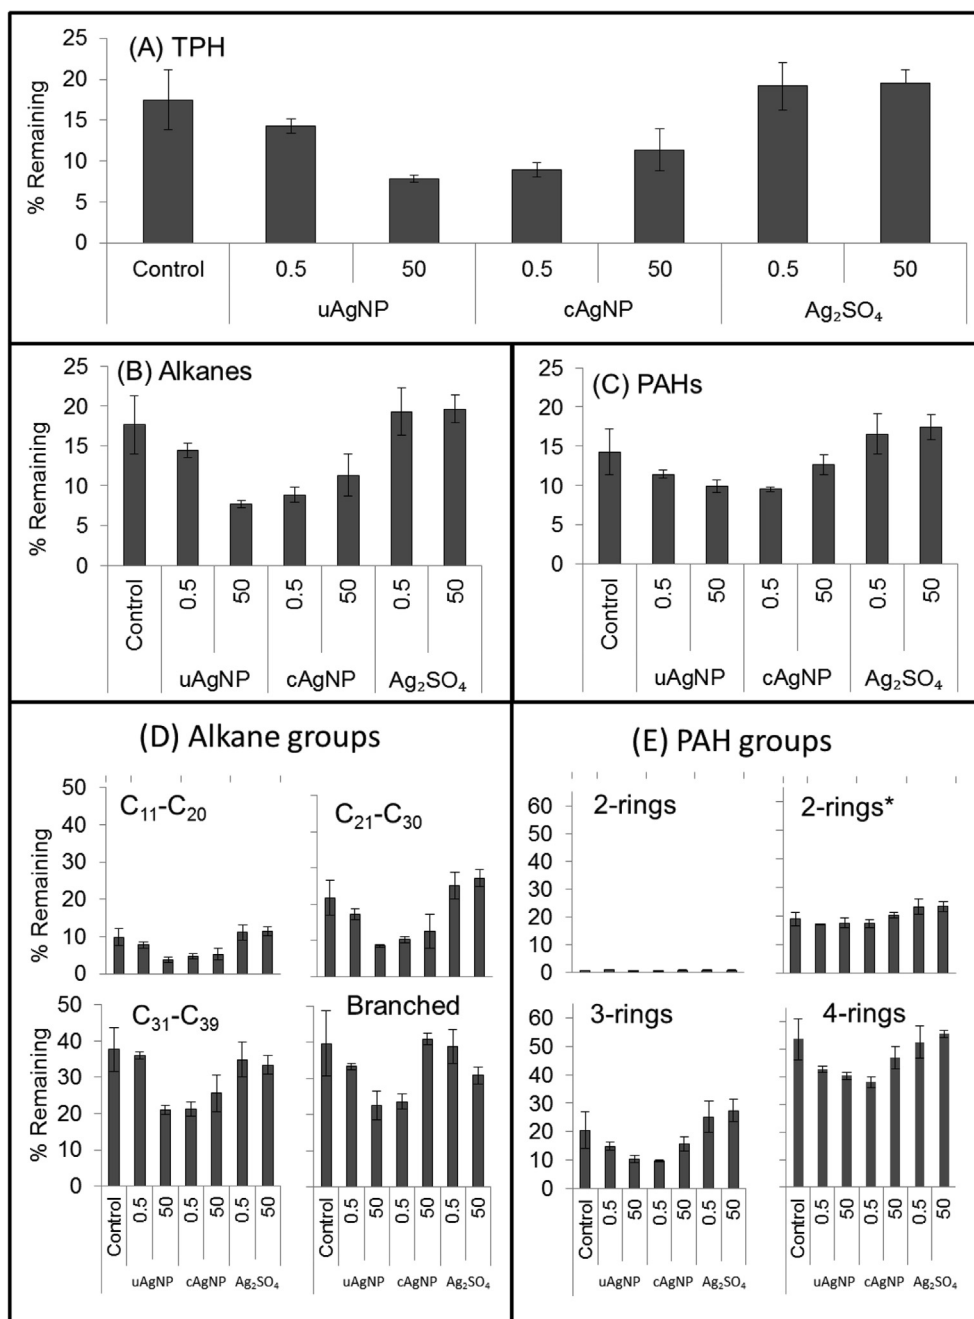 (A) TPH
% Remaining
25
20
15
10
5
0
Control 0.5 50 0.5 50 0.5 50
uAgNP cAgNP Ag₂SO₄
(B) Alkanes
% Remaining
25
20
15
10
5
0
Control 0.5 50 0.5 50 0.5 50
uAgNP cAgNP Ag₂SO₄
(C) PAHs
25
20
15
10
5
0
Control 0.5 50 0.5 50 0.5 50
uAgNP cAgNP Ag₂SO₄
(D) Alkane groups
% Remaining
50
40
30
20
10
0
C₁₁-C₂₀
C₂₁-C₃₀
% Remaining
50
40
30
20
10
0
C₃₁-C₃₉
Branched
Control 0.5 50 0.5 50 0.5 50
uAgNP cAgNP Ag₂SO₄
Control 0.5 50 0.5 50 0.5 50
uAgNP cAgNP Ag₂SO₄
(E) PAH groups
60
50
40
30
20
10
0
2-rings
2-rings*
60
50
40
30
20
10
0
3-rings
4-rings
Control 0.5 50 0.5 50 0.5 50
uAgNP cAgNP Ag₂SO₄
Control 0.5 50 0.5 50 0.5 50
uAgNP cAgNP Ag₂SO₄